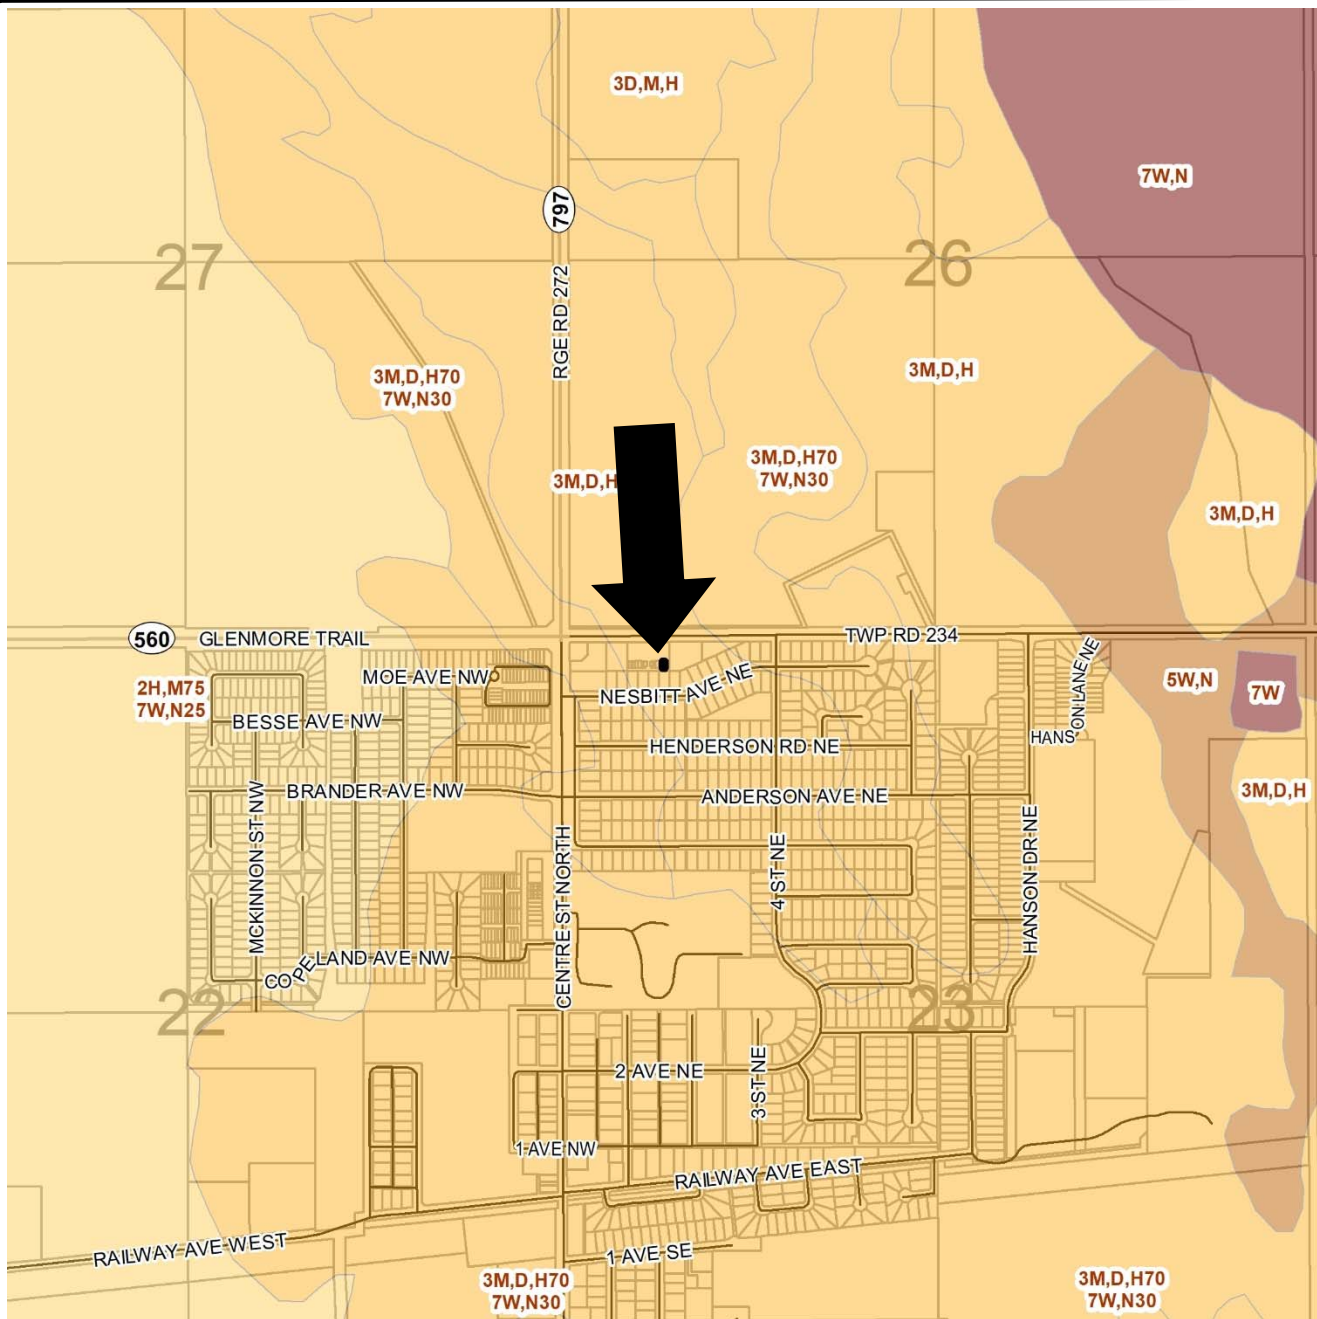 3D,M,H
7W,N
797
27
26
RGE RD 272
3M,D,H70
7W,N30
3M,D,H
3M,D,H70
7W,N30
3M,D,H
3M,D,H
560
GLENMORE TRAIL
TWP RD 234
MOE AVE NW
NESBITT AVE NE
HANSON LANE NE
2H,M75
7W,N25
5W,N
7W
BESSE AVE NW
HENDERSON RD NE
BRANDER AVE NW
ANDERSON AVE NE
3M,D,H
MCKINNON ST NW
CENTRE ST NORTH
4 ST NE
HANSON DR NE
COPELAND AVE NW
22
23
2 AVE NE
3 ST NE
1 AVE NW
RAILWAY AVE EAST
RAILWAY AVE WEST
1 AVE SE
3M,D,H70
7W,N30
3M,D,H70
7W,N30